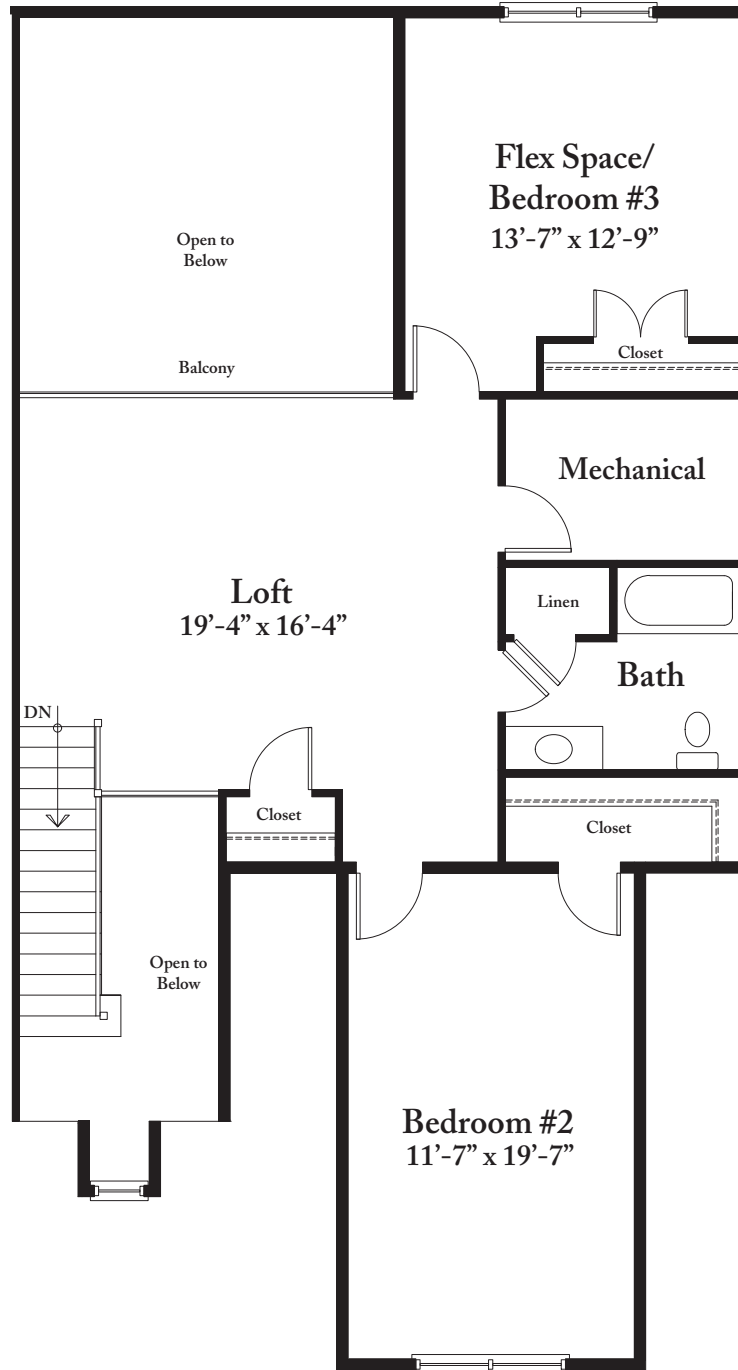 Flex Space/
Bedroom #3
13’-7” x 12’-9”
Open to
Below
Closet
Balcony
Mechanical
Loft
19’-4” x 16’-4”
Linen
Bath
DN
Closet
Closet
Open to
Below
Bedroom #2
11’-7” x 19’-7”